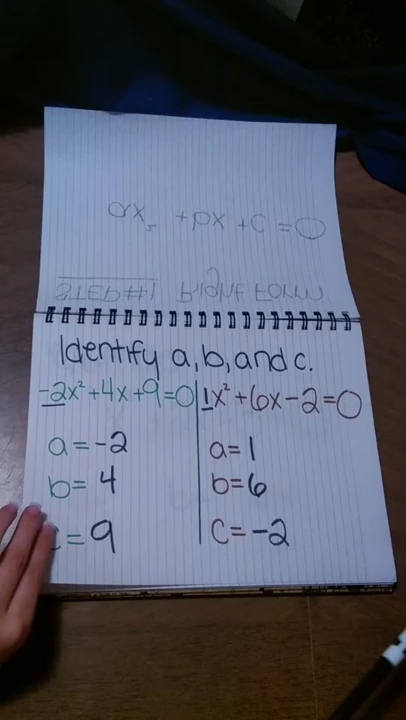 ax² + bx + c = 0
STEP #1 Right Form
Identify a, b, and c.
-2x² + 4x + 9 = 0
a = -2
b = 4
c = 9
1x² + 6x - 2 = 0
a = 1
b = 6
c = -2